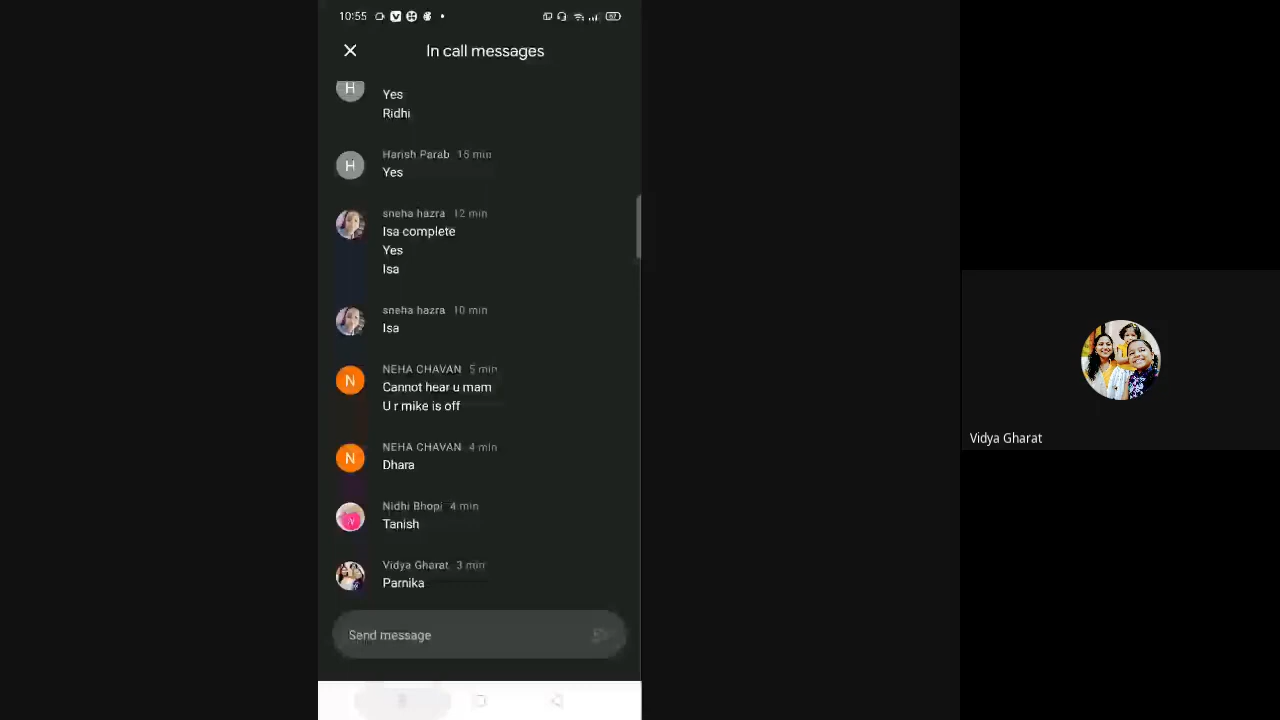 10:55
67
In call messages
H
Yes
Ridhi
Harish Parab 15 min
H
Yes
sneha hazra 12 min
Isa complete
Yes
Isa
sneha hazra 10 min
Isa
NEHA CHAVAN 5 min
N
Cannot hear u mam
U r mike is off
NEHA CHAVAN 4 min
N
Dhara
Nidhi Bhopi 4 min
Tanish
Vidya Gharat 3 min
Parnika
Send message
Vidya Gharat